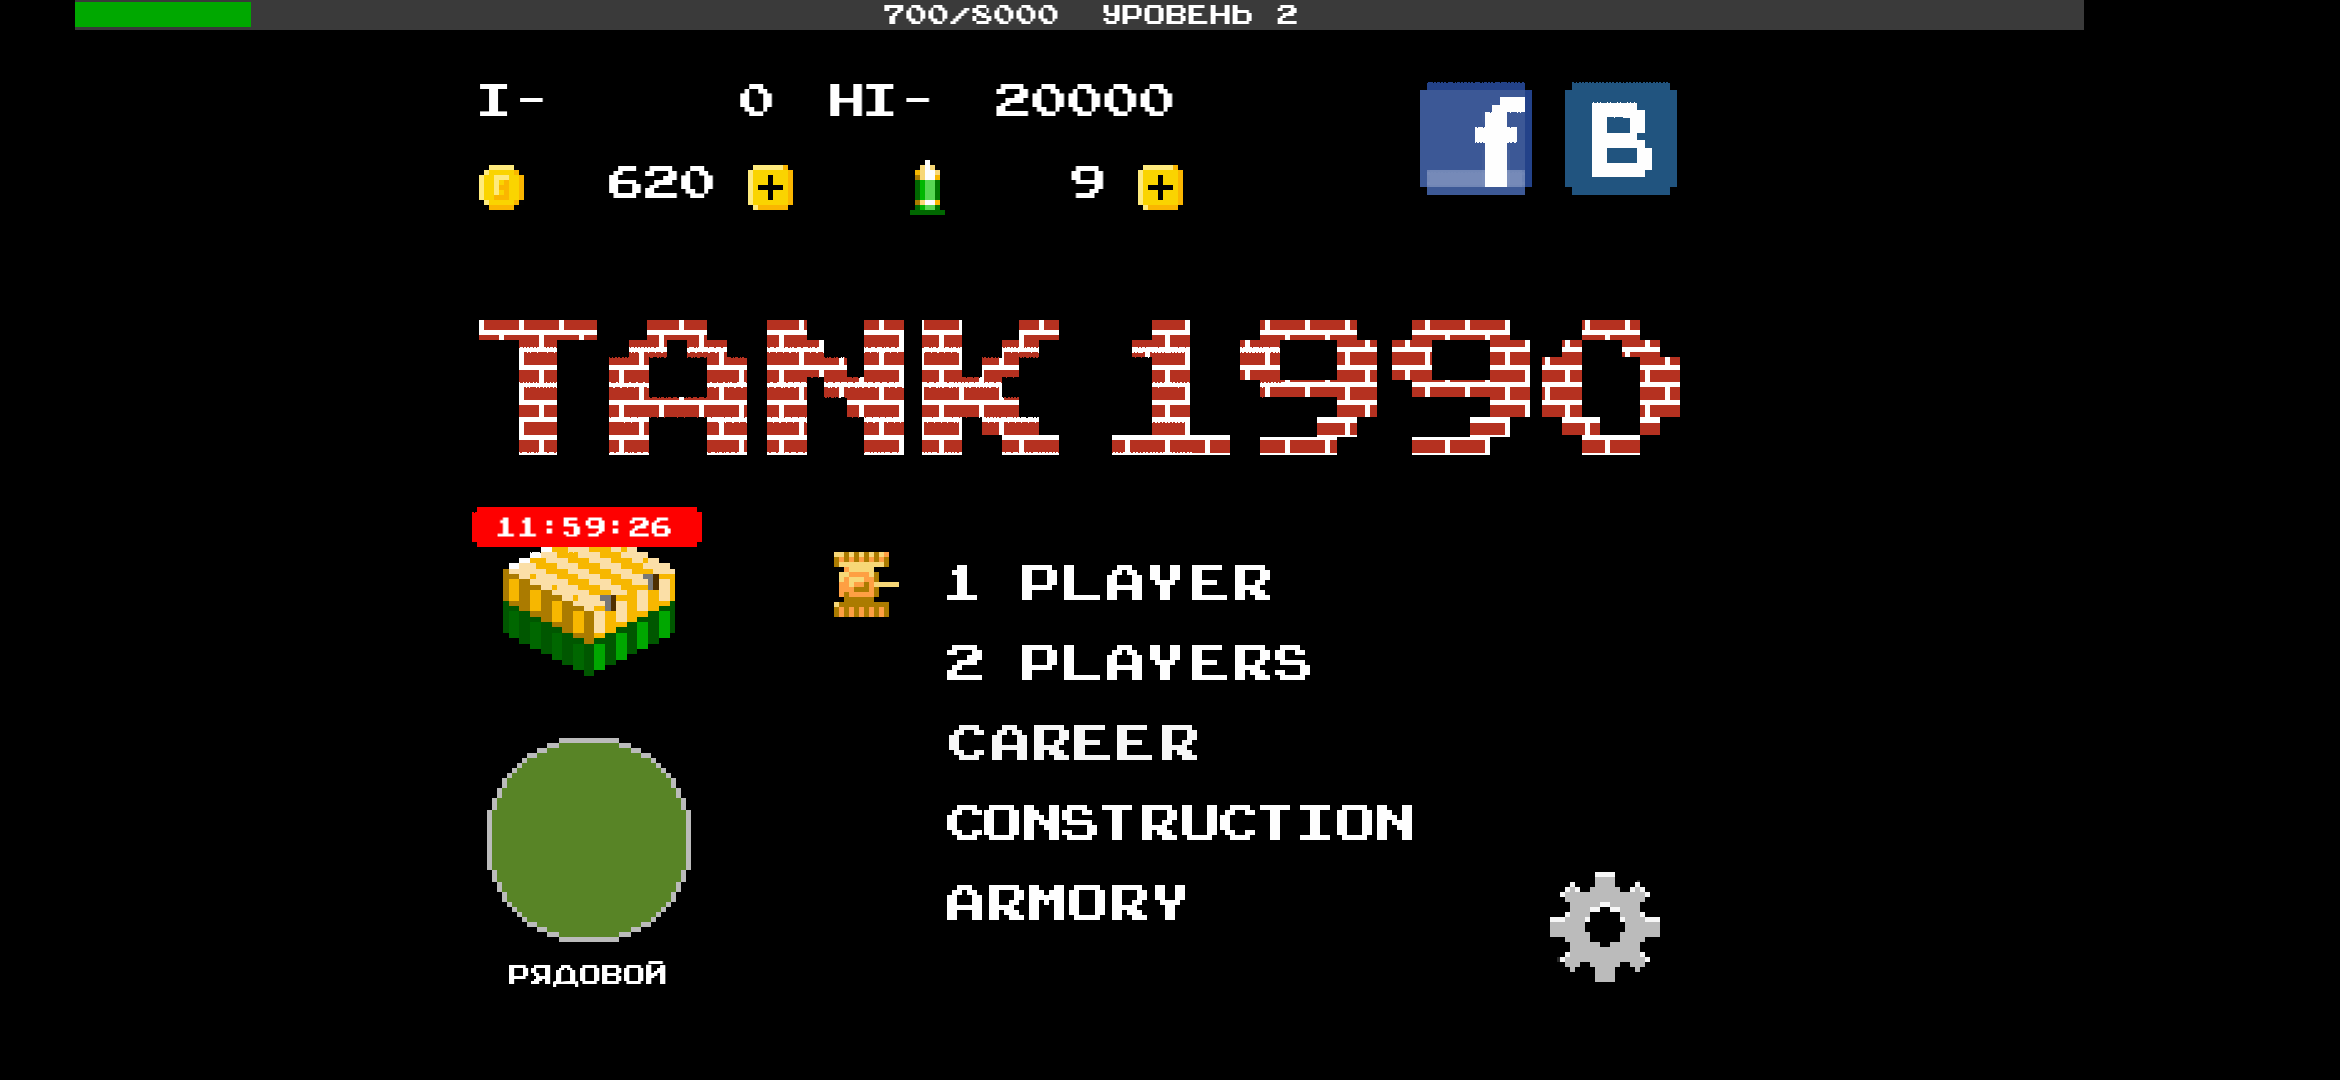 700/8000 УРОВЕНЬ 2
I- 0 HI- 20000
620 + 9 +
f B
TANK 1990
11:59:26
1 PLAYER
2 PLAYERS
CAREER
CONSTRUCTION
ARMORY
РЯДОВОЙ